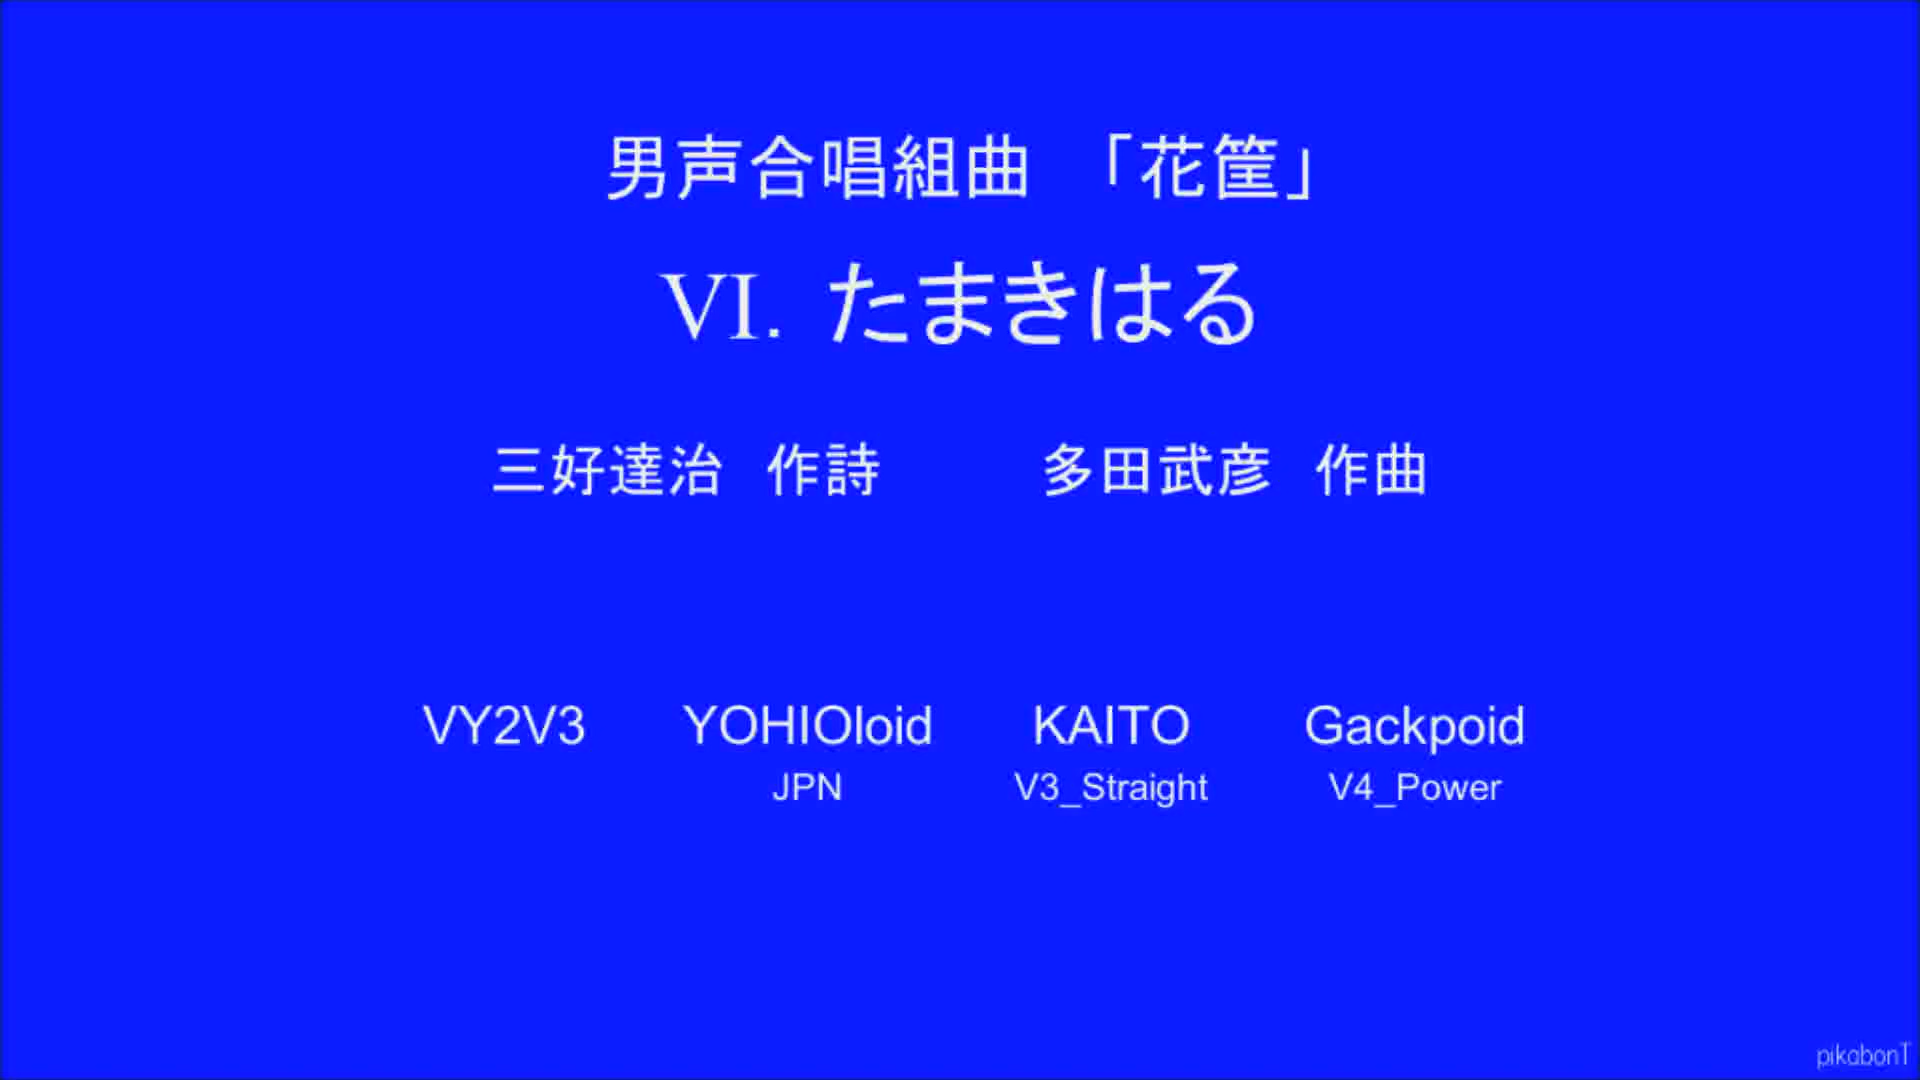 男声合唱組曲 「花筐」
VI. たまきはる
三好達治 作詩 多田武彦 作曲
VY2V3 YOHIOloid KAITO Gackpoid
JPN V3_Straight V4_Power
pikabonT